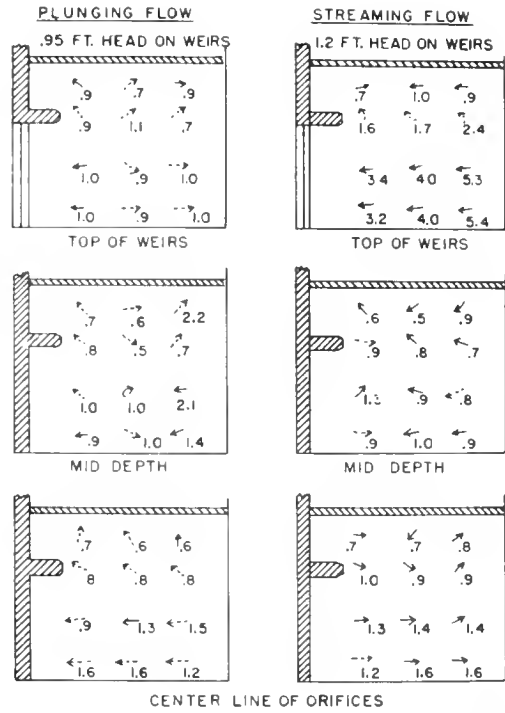 PLUNGING FLOW STREAMING FLOW
.95 FT. HEAD ON WEIRS 1.2 FT. HEAD ON WEIRS
.9 .7 .9 .7 1.0 .9
.9 1.1 .7 1.6 1.7 2.4
1.0 .9 1.0 3.4 4.0 5.3
1.0 .9 1.0 3.2 4.0 5.4
TOP OF WEIRS TOP OF WEIRS
.7 .6 2.2 .6 .5 .9
.8 .5 .7 .9 .8 .7
1.0 1.0 2.1 1.3 .9 .8
.9 1.0 1.4 .9 1.0 .9
MID DEPTH MID DEPTH
.7 .6 .6 .7 .7 .8
.8 .8 .8 1.0 .9 .9
.9 1.3 1.5 1.3 1.4 1.4
1.6 1.6 1.2 1.2 1.6 1.6
CENTER LINE OF ORIFICES